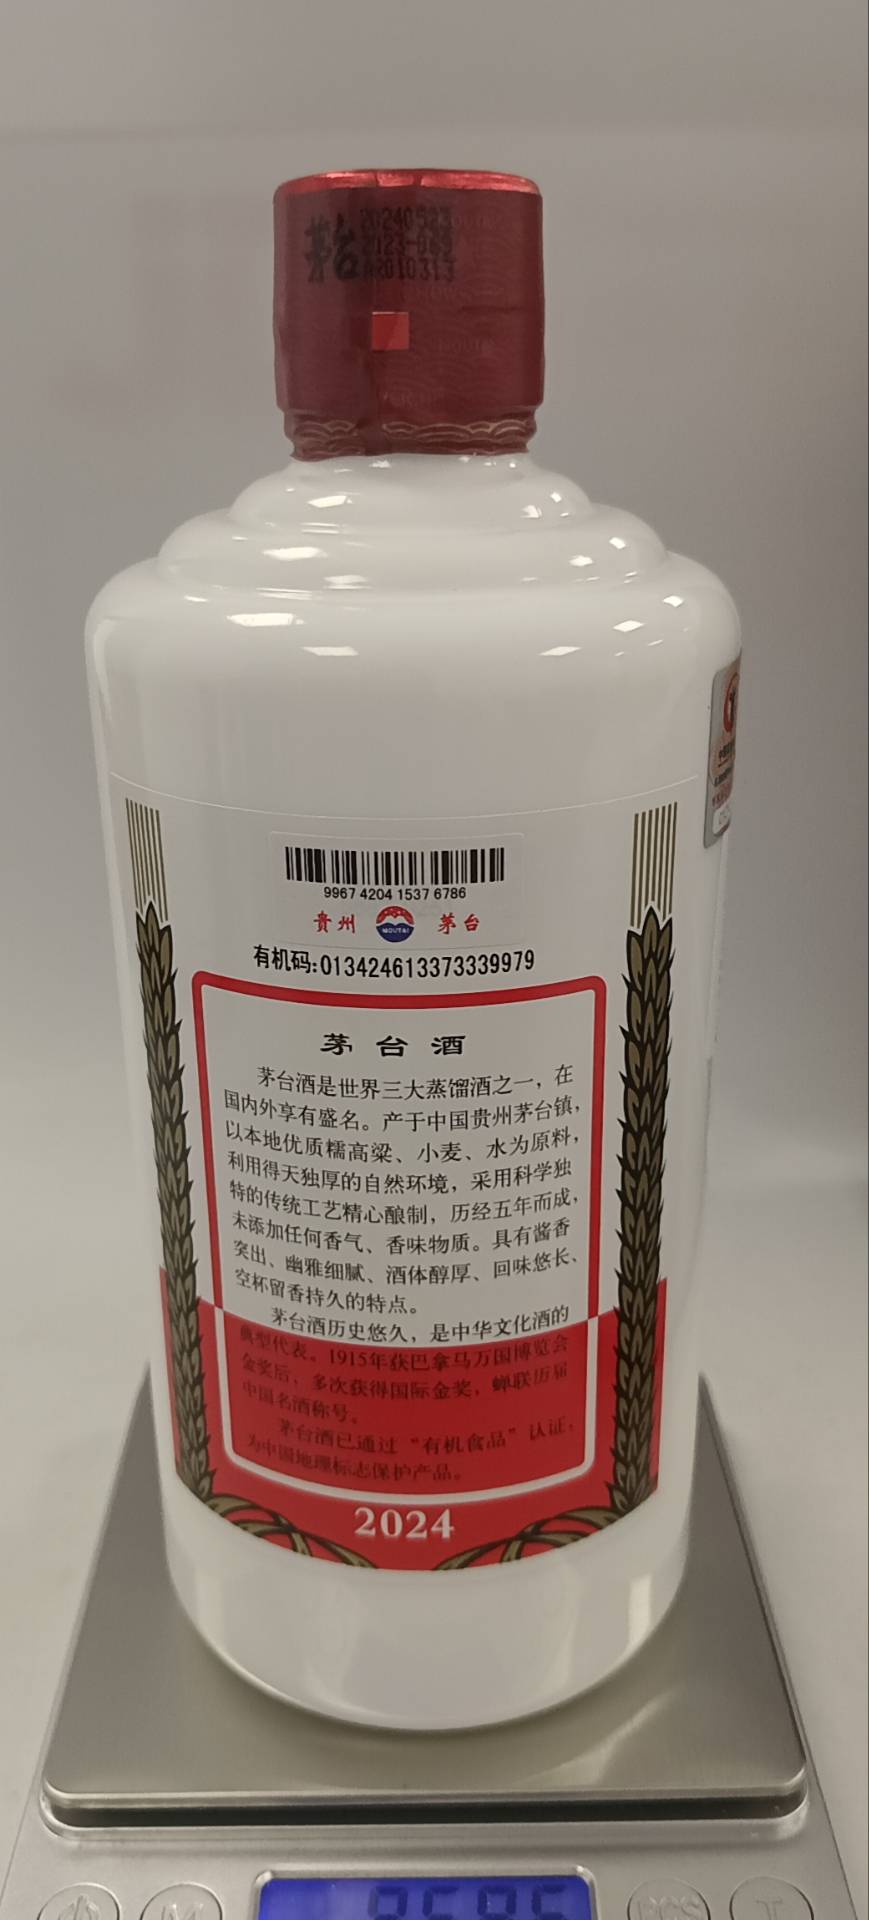 茅台
20240523
2023-069
A2010313
9967 4204 1537 6786
贵州 MOUTAI 茅台
有机码:013424613373339979
茅台酒
茅台酒是世界三大蒸馏酒之一，在
国内外享有盛名。产于中国贵州茅台镇，
以本地优质糯高粱、小麦、水为原料，
利用得天独厚的自然环境，采用科学独
特的传统工艺精心酿制，历经五年而成，
未添加任何香气、香味物质。具有酱香
突出、幽雅细腻、酒体醇厚、回味悠长、
空杯留香持久的特点。
茅台酒历史悠久，是中华文化酒的
典型代表。1915年获巴拿马万国博览会
金奖后，多次获得国际金奖，蝉联历届
中国名酒称号。
茅台酒已通过“有机食品”认证，
为中国地理标志保护产品。
2024
M
PCS
T